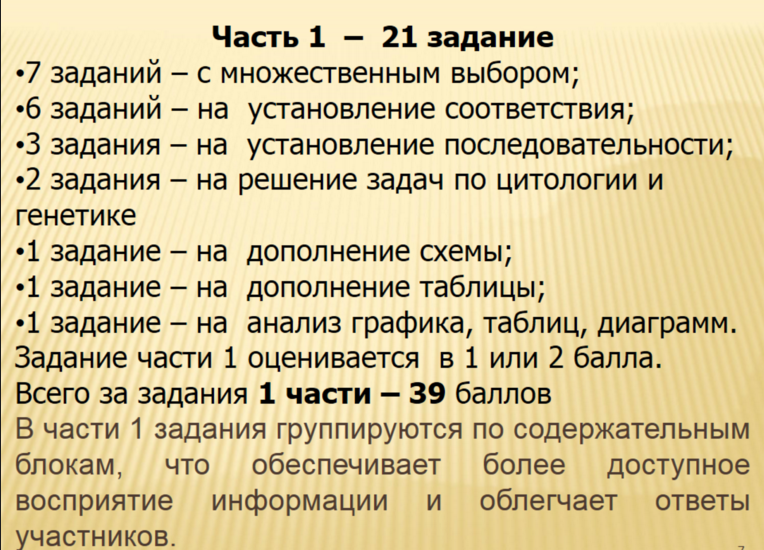 Часть 1 – 21 задание
•7 заданий – с множественным выбором;
•6 заданий – на установление соответствия;
•3 задания – на установление последовательности;
•2 задания – на решение задач по цитологии и
генетике
•1 задание – на дополнение схемы;
•1 задание – на дополнение таблицы;
•1 задание – на анализ графика, таблиц, диаграмм.
Задание части 1 оценивается в 1 или 2 балла.
Всего за задания 1 части – 39 баллов
В части 1 задания группируются по содержательным
блокам, что обеспечивает более доступное
восприятие информации и облегчает ответы
участников.
7